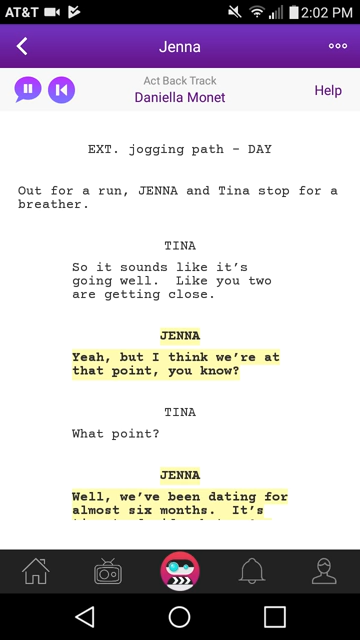 AT&T 2:02 PM
Jenna
Act Back Track
Daniella Monet
Help
EXT. jogging path – DAY
Out for a run, JENNA and Tina stop for a
breather.
TINA
So it sounds like it's
going well.  Like you two
are getting close.
JENNA
Yeah, but I think we're at
that point, you know?
TINA
What point?
JENNA
Well, we've been dating for
almost six months.  It's